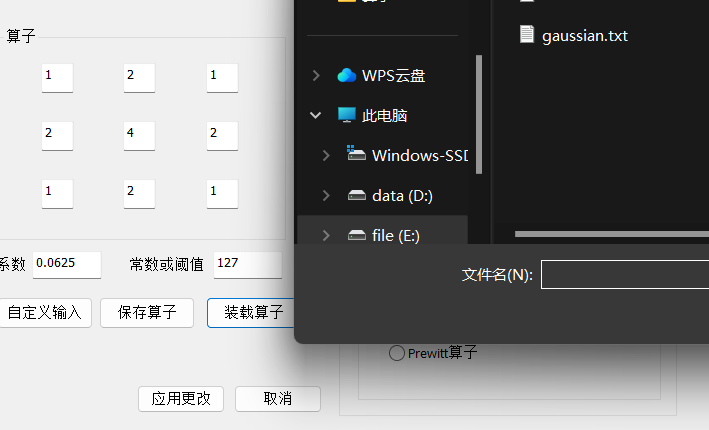 算子
1 2 1
2 4 2
1 2 1
系数 0.0625 常数或阈值 127
自定义输入 保存算子 装载算子
应用更改 取消
gaussian.txt
WPS云盘
此电脑
Windows-SSD
data (D:)
file (E:)
文件名(N):
Prewitt算子